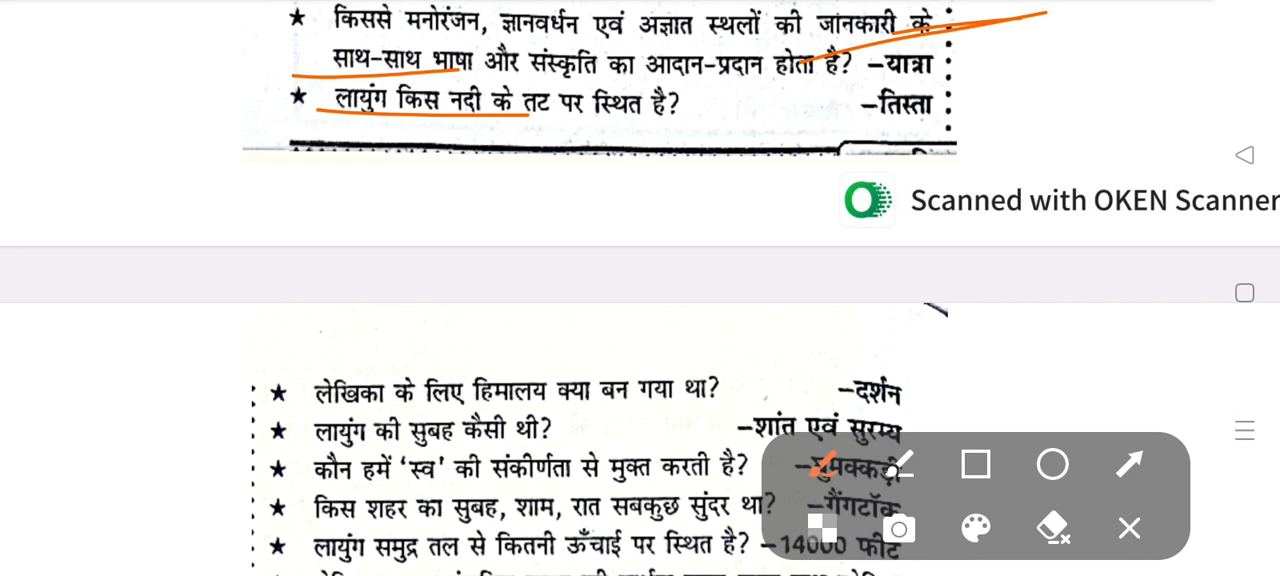 ★ किससे मनोरंजन, ज्ञानवर्धन एवं अज्ञात स्थलों की जानकारी के
साथ-साथ भाषा और संस्कृति का आदान-प्रदान होता है? –यात्रा
★ लायुंग किस नदी के तट पर स्थित है? –तिस्ता
Scanned with OKEN Scanner
★ लेखिका के लिए हिमालय क्या बन गया था? –दर्शन
★ लायुंग की सुबह कैसी थी? –शांत एवं सुरम्य
★ कौन हमें ‘स्व’ की संकीर्णता से मुक्त करती है? –घुमक्कड़ी
★ किस शहर का सुबह, शाम, रात सबकुछ सुंदर था? –गैंगटॉक
★ लायुंग समुद्र तल से कितनी ऊँचाई पर स्थित है? –14000 फीट